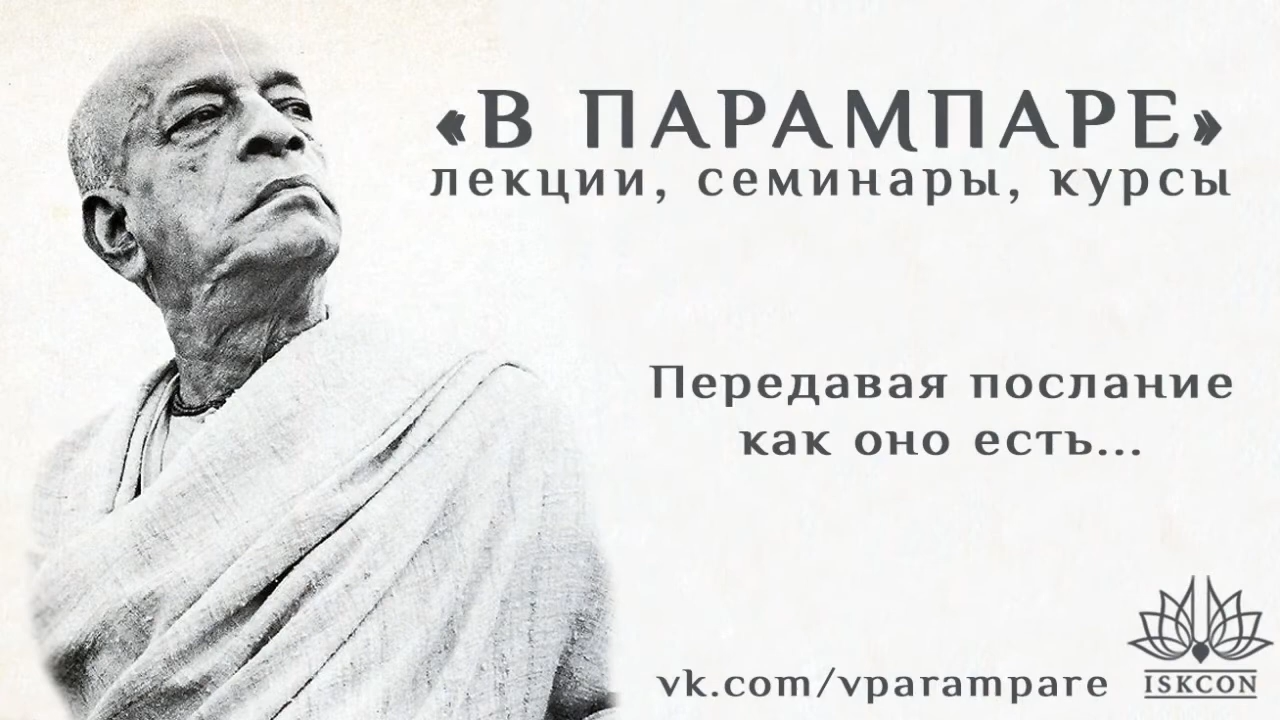 «В ПАРАМПАРЕ»
лекции, семинары, курсы
Передавая послание
как оно есть...
vk.com/vparampare
ISKCON